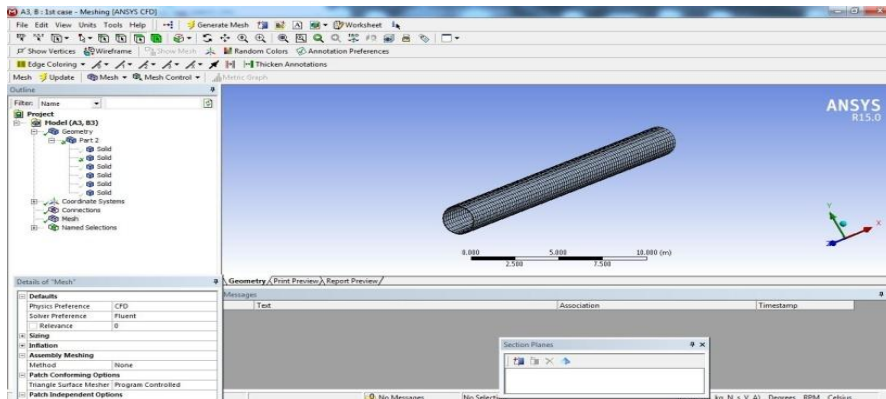 A3, B : 1st case - Meshing [ANSYS CFD]
File Edit View Units Tools Help Generate Mesh Worksheet
Show Vertices Wireframe Show Mesh Random Colors Annotation Preferences
Edge Coloring Thicken Annotations
Mesh Update Mesh Mesh Control Metric Graph
Outline
Filter: Name
Project
Model (A3, B3)
Geometry
Part 2
Solid
Solid
Solid
Solid
Solid
Solid
Coordinate Systems
Connections
Mesh
Named Selections
ANSYS
R15.0
Y
X
0.000 5.000 10.000 (m)
2.500 7.500
Details of "Mesh"
Defaults
Physics Preference CFD
Solver Preference Fluent
Relevance 0
Sizing
Inflation
Assembly Meshing
Method None
Patch Conforming Options
Triangle Surface Mesher Program Controlled
Patch Independent Options
Geometry Print Preview Report Preview
Messages
Text Association Timestamp
Section Planes
No Messages No Selecti kg, N, s, V, A) Degrees RPM Celsius